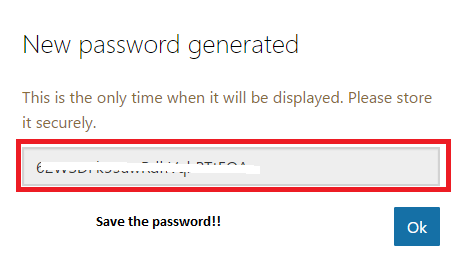 New password generated
This is the only time when it will be displayed. Please store
it securely.
Save the password!!
Ok